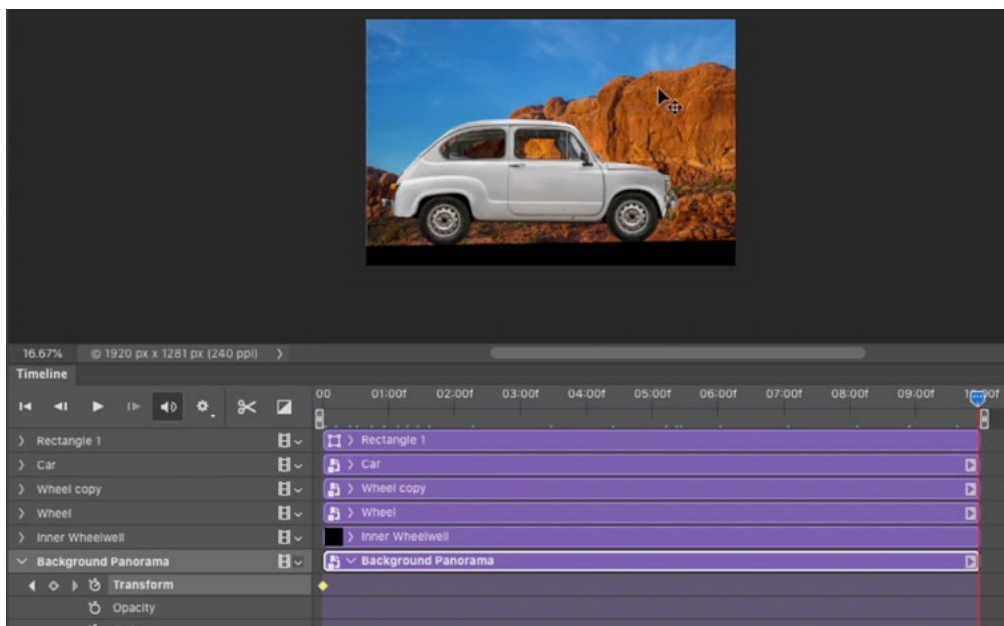 16.67% © 1920 px x 1281 px (240 ppi)
Timeline
00 01:00f 02:00f 03:00f 04:00f 05:00f 06:00f 07:00f 08:00f 09:00f 10:00f
Rectangle 1 Rectangle 1
Car Car
Wheel copy Wheel copy
Wheel Wheel
Inner Wheelwell Inner Wheelwell
Background Panorama Background Panorama
Transform
Opacity